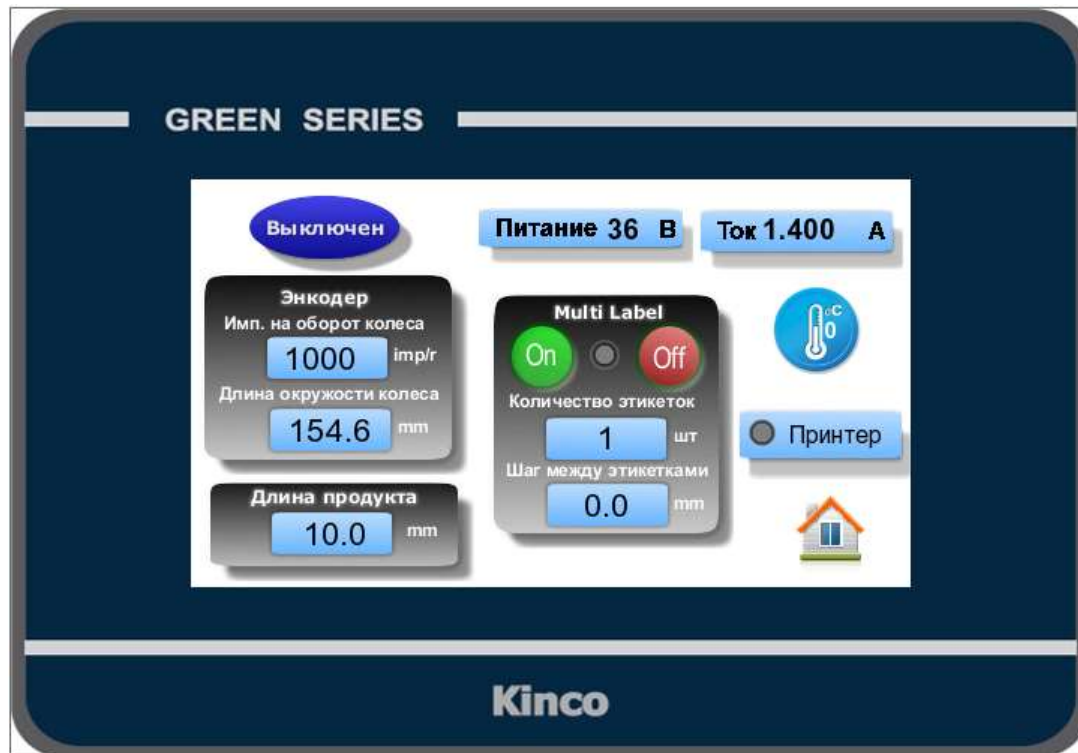 GREEN SERIES
Выключен
Питание 36 В
Ток 1.400 А
Энкодер
Имп. на оборот колеса
1000 imp/r
Длина окружости колеса
154.6 mm
Длина продукта
10.0 mm
Multi Label
On Off
Количество этикеток
1 шт
Шаг между этикетками
0.0 mm
°C
0
Принтер
Kinco